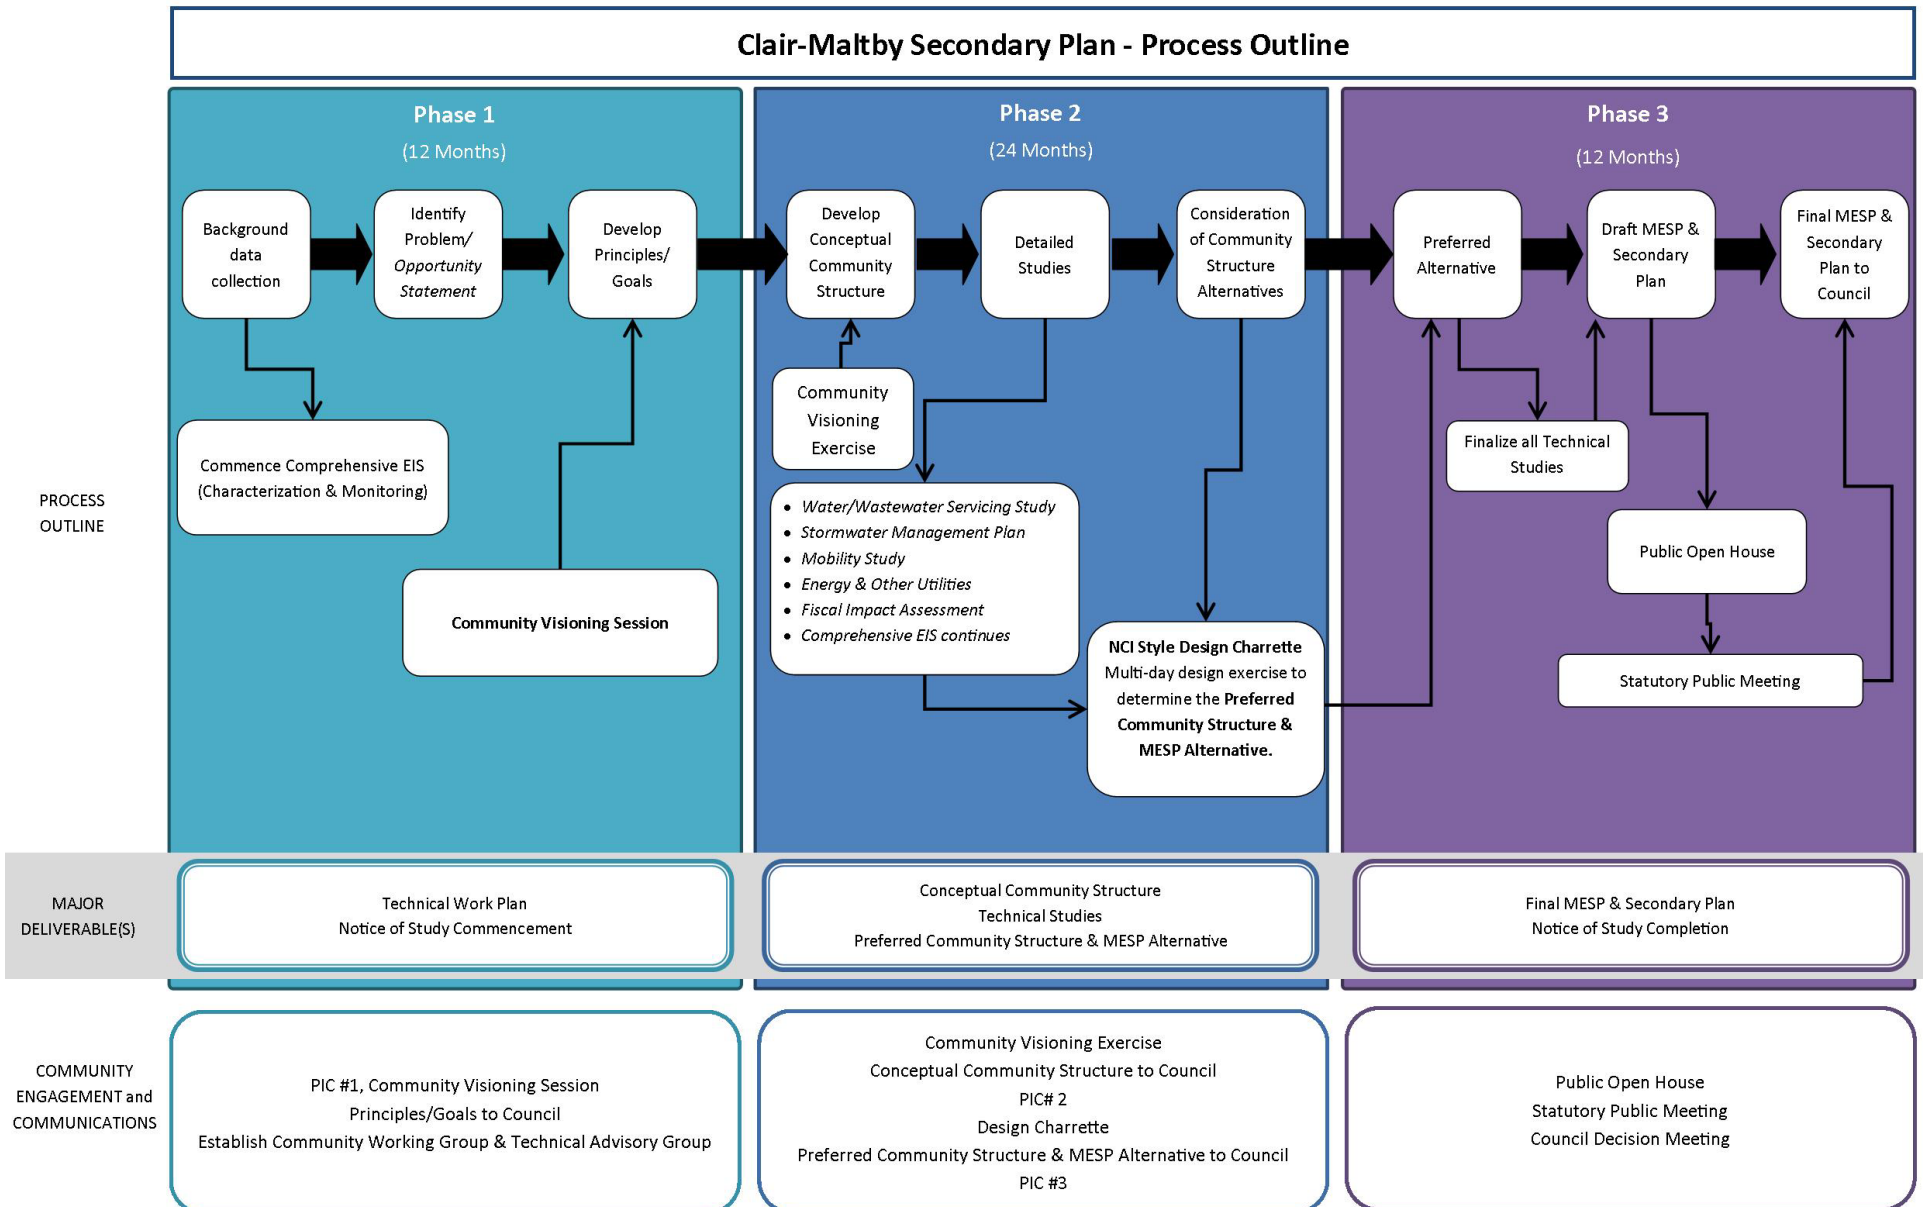 Clair-Maltby Secondary Plan - Process Outline
Phase 1
(12 Months)
Background
data
collection
Identify
Problem/
Opportunity
Statement
Develop
Principles/
Goals
Commence Comprehensive EIS
(Characterization & Monitoring)
Community Visioning Session
Phase 2
(24 Months)
Develop
Conceptual
Community
Structure
Detailed
Studies
Consideration
of Community
Structure
Alternatives
Community
Visioning
Exercise
• Water/Wastewater Servicing Study
• Stormwater Management Plan
• Mobility Study
• Energy & Other Utilities
• Fiscal Impact Assessment
• Comprehensive EIS continues
NCI Style Design Charrette
Multi-day design exercise to
determine the Preferred
Community Structure &
MESP Alternative.
Phase 3
(12 Months)
Preferred
Alternative
Draft MESP &
Secondary
Plan
Final MESP &
Secondary
Plan to
Council
Finalize all Technical
Studies
Public Open House
Statutory Public Meeting
PROCESS
OUTLINE
MAJOR
DELIVERABLE(S)
Technical Work Plan
Notice of Study Commencement
Conceptual Community Structure
Technical Studies
Preferred Community Structure & MESP Alternative
Final MESP & Secondary Plan
Notice of Study Completion
COMMUNITY
ENGAGEMENT and
COMMUNICATIONS
PIC #1, Community Visioning Session
Principles/Goals to Council
Establish Community Working Group & Technical Advisory Group
Community Visioning Exercise
Conceptual Community Structure to Council
PIC# 2
Design Charrette
Preferred Community Structure & MESP Alternative to Council
PIC #3
Public Open House
Statutory Public Meeting
Council Decision Meeting